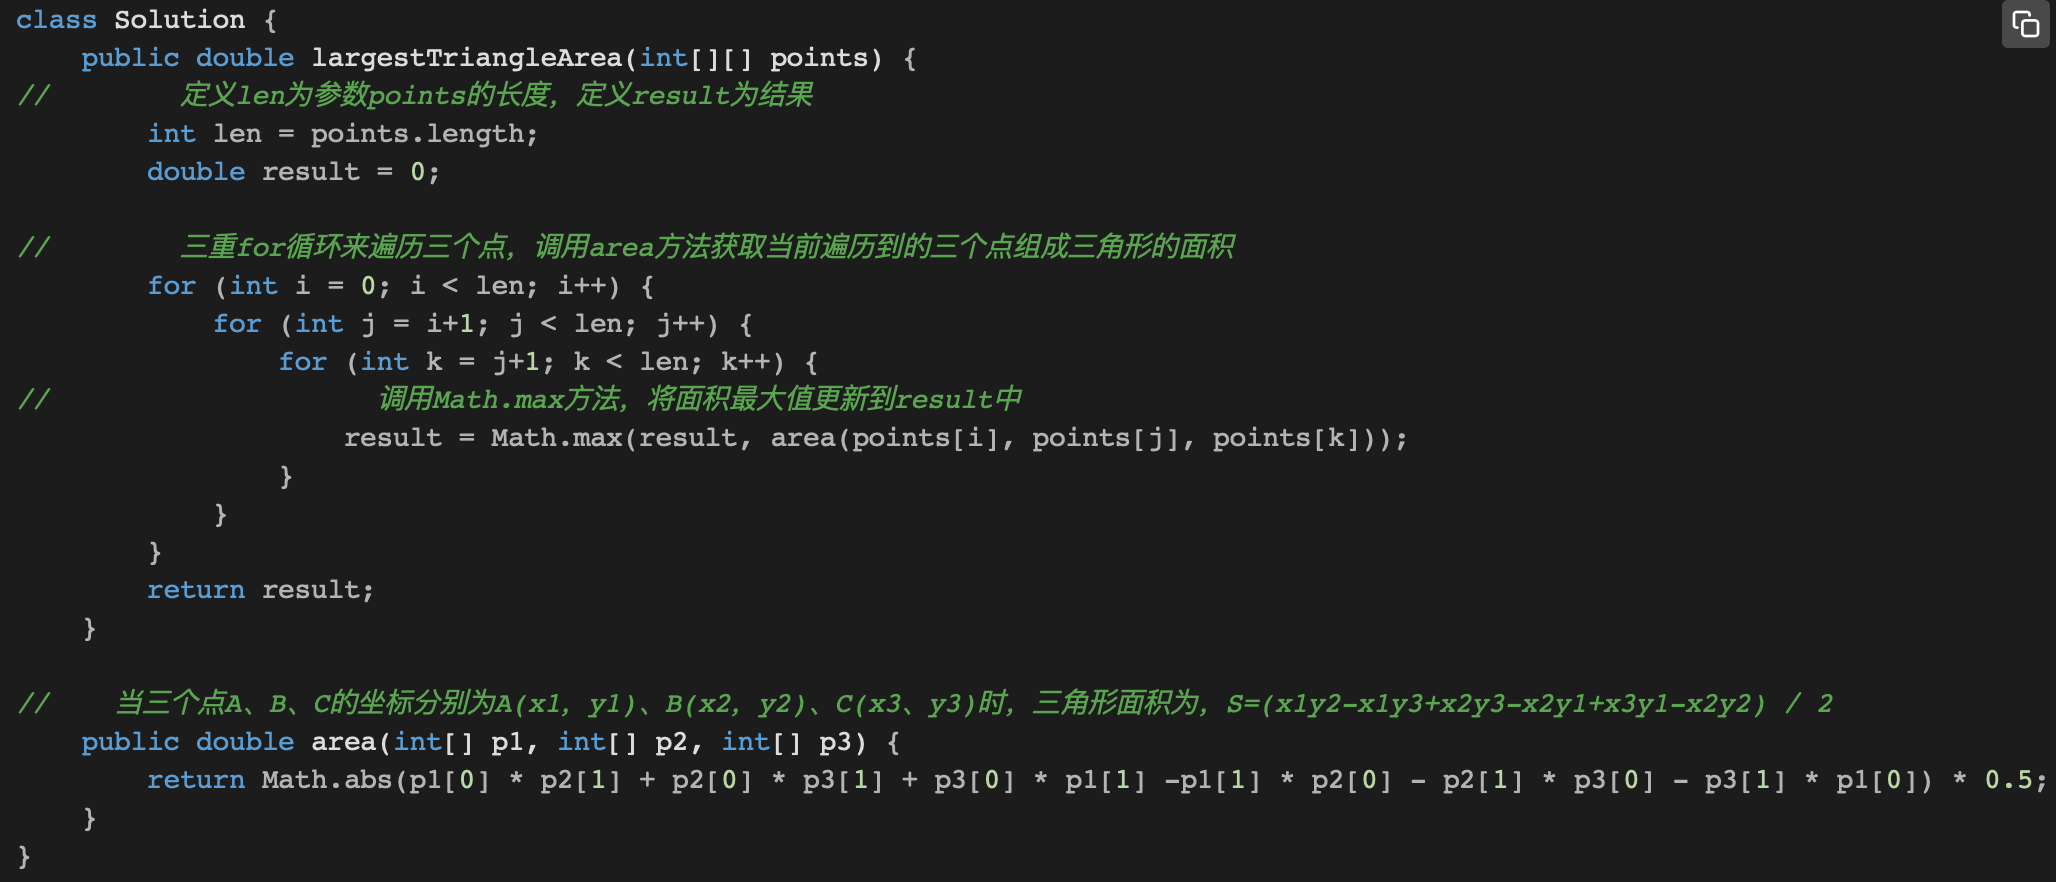 class Solution {
    public double largestTriangleArea(int[][] points) {
//        定义len为参数points的长度，定义result为结果
        int len = points.length;
        double result = 0;

//        三重for循环来遍历三个点，调用area方法获取当前遍历到的三个点组成三角形的面积
        for (int i = 0; i < len; i++) {
            for (int j = i+1; j < len; j++) {
                for (int k = j+1; k < len; k++) {
//                    调用Math.max方法，将面积最大值更新到result中
                    result = Math.max(result, area(points[i], points[j], points[k]));
                }
            }
        }
        return result;
    }

//    当三个点A、B、C的坐标分别为A(x1，y1)、B(x2，y2)、C(x3、y3)时，三角形面积为，S=(x1y2-x1y3+x2y3-x2y1+x3y1-x2y2) / 2
    public double area(int[] p1, int[] p2, int[] p3) {
        return Math.abs(p1[0] * p2[1] + p2[0] * p3[1] + p3[0] * p1[1] -p1[1] * p2[0] - p2[1] * p3[0] - p3[1] * p1[0]) * 0.5;
    }
}